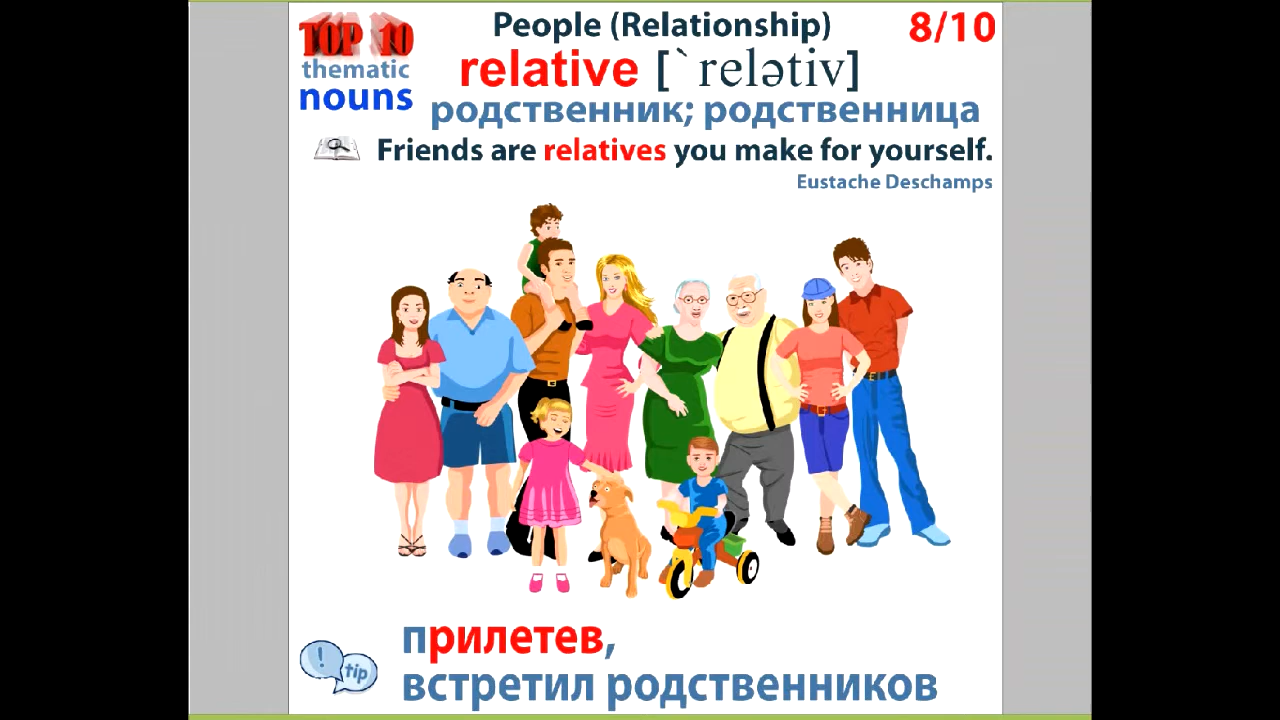 TOP 10
thematic
nouns
People (Relationship)
8/10
relative [`relətiv]
родственник; родственница
Friends are relatives you make for yourself.
Eustache Deschamps
! tip
прилетев,
встретил родственников